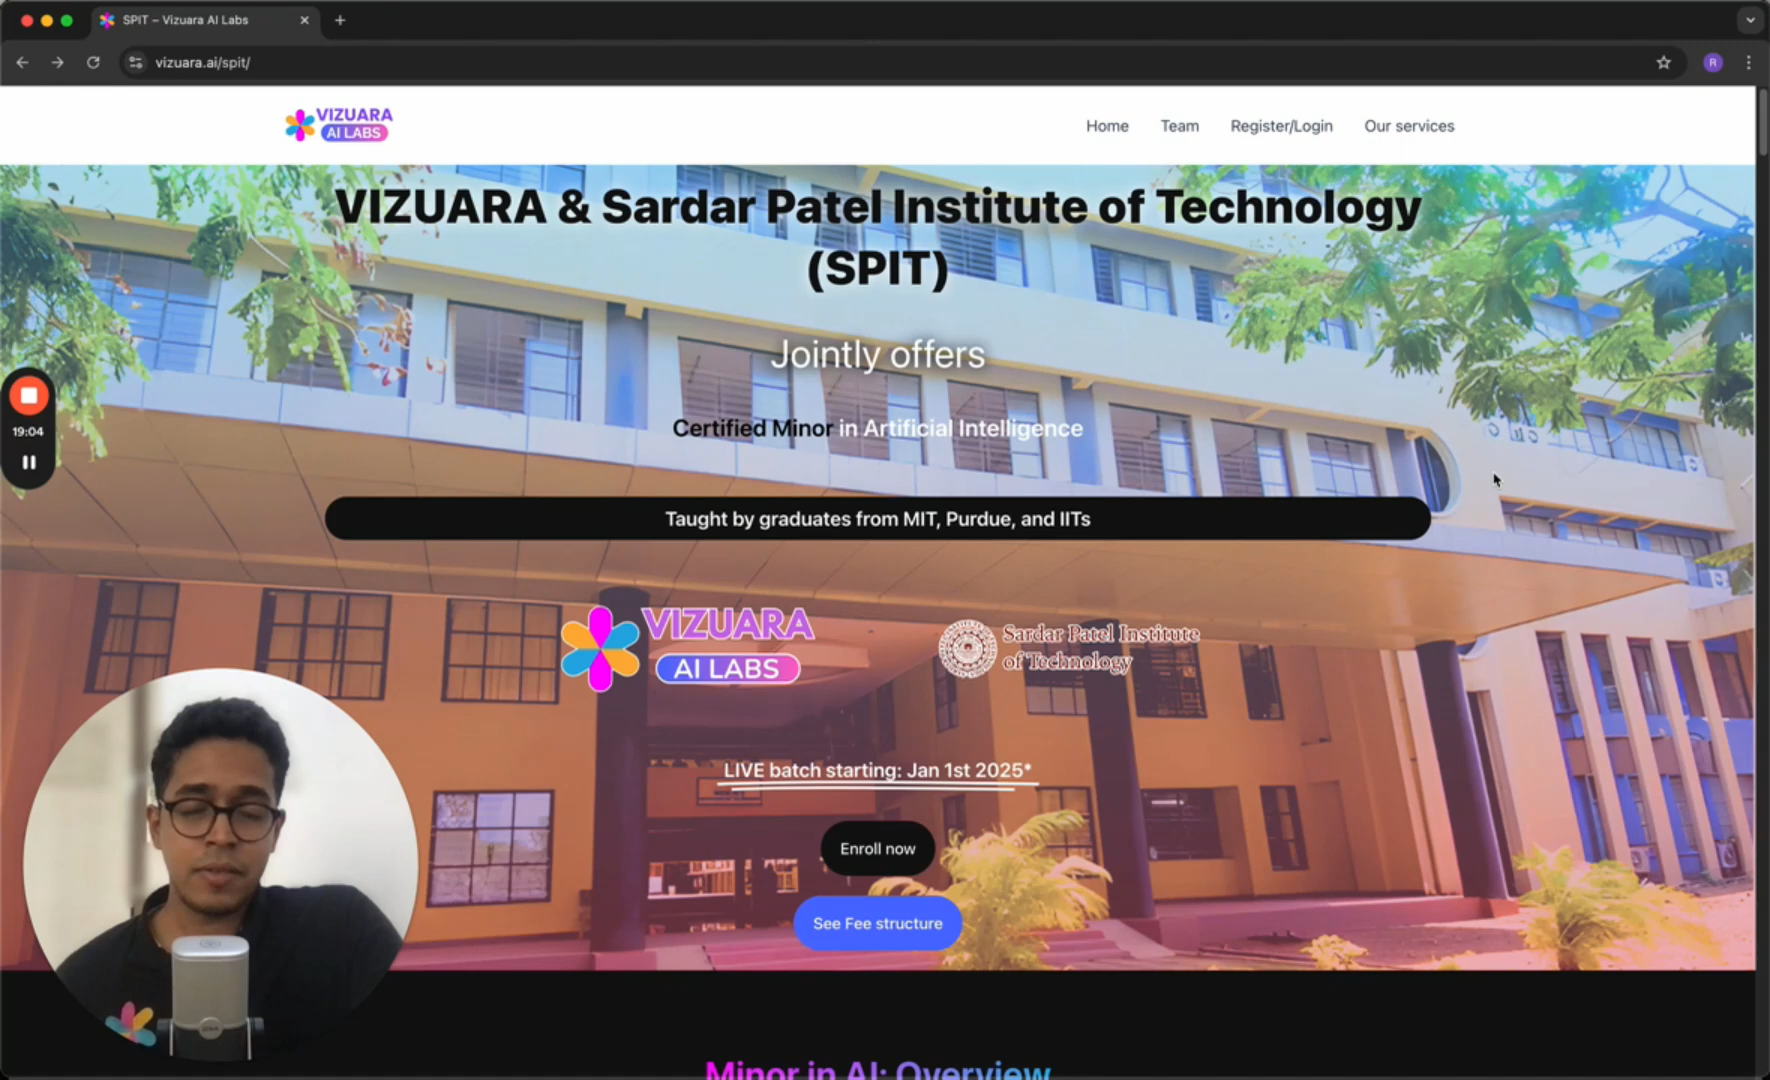 SPIT – Vizuara AI Labs
vizuara.ai/spit/
R
VIZUARA
AI LABS
Home
Team
Register/Login
Our services
VIZUARA & Sardar Patel Institute of Technology
(SPIT)
Jointly offers
Certified Minor in Artificial Intelligence
19:04
Taught by graduates from MIT, Purdue, and IITs
VIZUARA
AI LABS
Sardar Patel Institute
of Technology
LIVE batch starting: Jan 1st 2025*
Enroll now
See Fee structure
Minor in AI: Overview